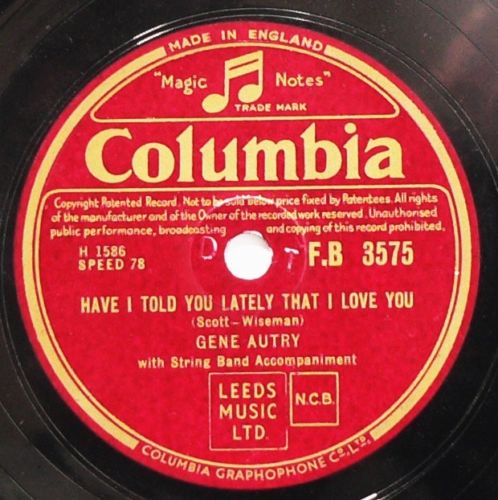 MADE IN ENGLAND
"Magic Notes"
TRADE MARK
Columbia
Copyright Patented Record. Not to be sold below price fixed by Patentees. All rights
of the manufacturer and of the Owner of the recorded work reserved. Unauthorised
public performance, broadcasting and copying of this record prohibited.
H 1586
SPEED 78
F.B 3575
HAVE I TOLD YOU LATELY THAT I LOVE YOU
(Scott-Wiseman)
GENE AUTRY
with String Band Accompaniment
LEEDS
MUSIC
LTD.
N.C.B.
COLUMBIA GRAPHOPHONE Co. LTD.